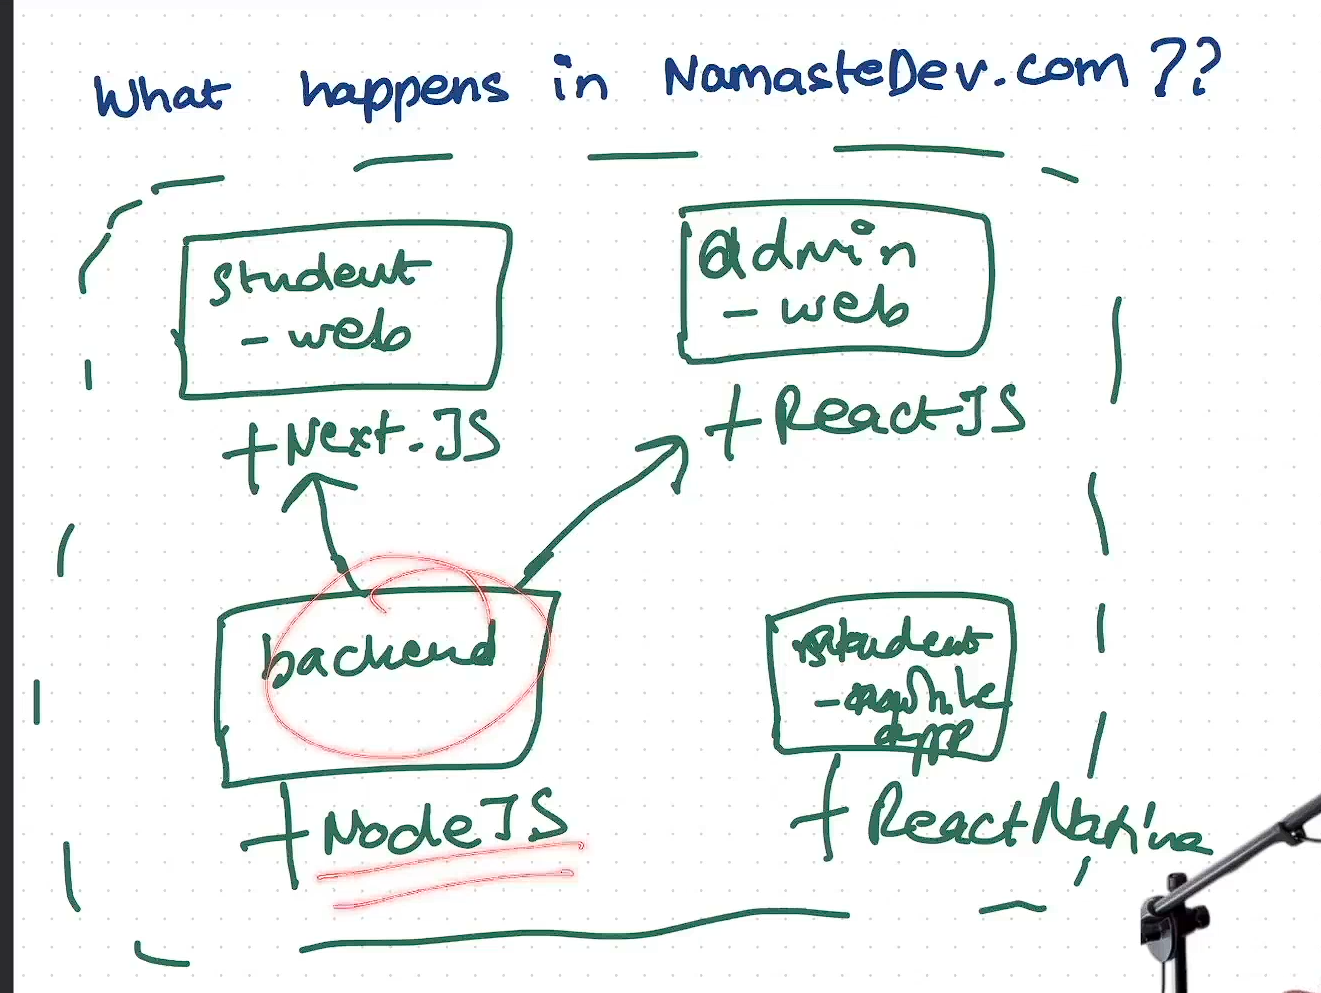 What happens in NamasteDev.com ??
student
- web
+ Next.JS
admin
- web
+ ReactJS
backend
+ NodeJS
student
- mobile
app
+ ReactNative